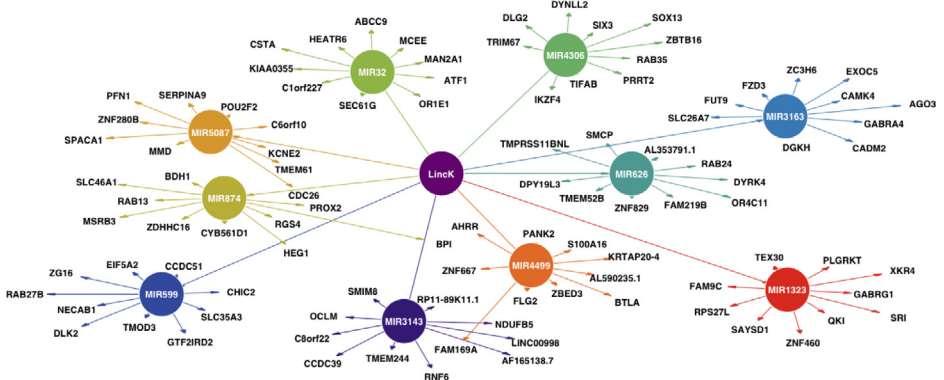 ABCC9
HEATR6
MCEE
CSTA
MAN2A1
KIAA0355
MIR32
ATF1
C1orf227
OR1E1
SEC61G
DYNLL2
DLG2
SIX3
SOX13
TRIM67
ZBTB16
MIR4306
RAB35
PRRT2
TIFAB
IKZF4
ZC3H6
EXOC5
FZD3
CAMK4
FUT9
AGO3
SLC26A7
MIR3163
GABRA4
DGKH
CADM2
PFN1
SERPINA9
POU2F2
ZNF280B
C6orf10
SPACA1
MIR5087
KCNE2
MMD
TMEM61
SMCP
TMPRSS11BNL
AL353791.1
RAB24
LincK
MIR626
DPY19L3
DYRK4
TMEM52B
OR4C11
ZNF829
FAM219B
BDH1
SLC46A1
CDC26
RAB13
MIR874
PROX2
MSRB3
RGS4
ZDHHC16
CYB561D1
HEG1
BPI
AHRR
PANK2
S100A16
KRTAP20-4
ZNF667
MIR4499
AL590235.1
FLG2
ZBED3
BTLA
EIF5A2
CCDC51
ZG16
RAB27B
MIR599
CHIC2
NECAB1
SLC35A3
DLK2
TMOD3
GTF2IRD2
SMIM8
RP11-89K11.1
OCLM
MIR3143
NDUFB5
C8orf22
LINC00998
FAM169A
CCDC39
TMEM244
AF165138.7
RNF6
TEX30
PLGRKT
XKR4
FAM9C
MIR1323
GABRG1
RPS27L
SRI
QKI
SAYSD1
ZNF460